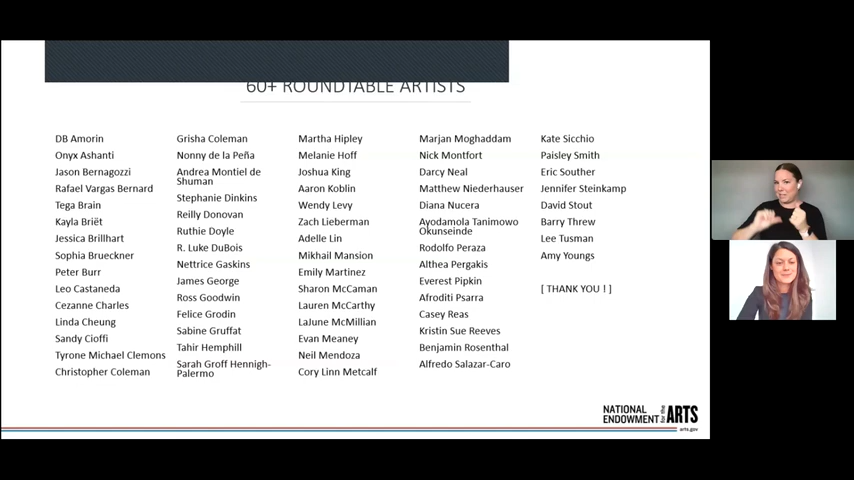 60+ ROUNDTABLE ARTISTS
DB Amorin
Onyx Ashanti
Jason Bernagozzi
Rafael Vargas Bernard
Tega Brain
Kayla Briët
Jessica Brillhart
Sophia Brueckner
Peter Burr
Leo Castaneda
Cezanne Charles
Linda Cheung
Sandy Cioffi
Tyrone Michael Clemons
Christopher Coleman
Grisha Coleman
Nonny de la Peña
Andrea Montiel de
Shuman
Stephanie Dinkins
Reilly Donovan
Ruthie Doyle
R. Luke DuBois
Nettrice Gaskins
James George
Ross Goodwin
Felice Grodin
Sabine Gruffat
Tahir Hemphill
Sarah Groff Hennigh-
Palermo
Martha Hipley
Melanie Hoff
Joshua King
Aaron Koblin
Wendy Levy
Zach Lieberman
Adelle Lin
Mikhail Mansion
Emily Martinez
Sharon McCaman
Lauren McCarthy
LaJune McMillian
Evan Meaney
Neil Mendoza
Cory Linn Metcalf
Marjan Moghaddam
Nick Montfort
Darcy Neal
Matthew Niederhauser
Diana Nucera
Ayodamola Tanimowo
Okunseinde
Rodolfo Peraza
Althea Pergakis
Everest Pipkin
Afroditi Psarra
Casey Reas
Kristin Sue Reeves
Benjamin Rosenthal
Alfredo Salazar-Caro
Kate Sicchio
Paisley Smith
Eric Souther
Jennifer Steinkamp
David Stout
Barry Threw
Lee Tusman
Amy Youngs
[ THANK YOU ! ]
NATIONAL
ENDOWMENT for the ARTS
arts.gov